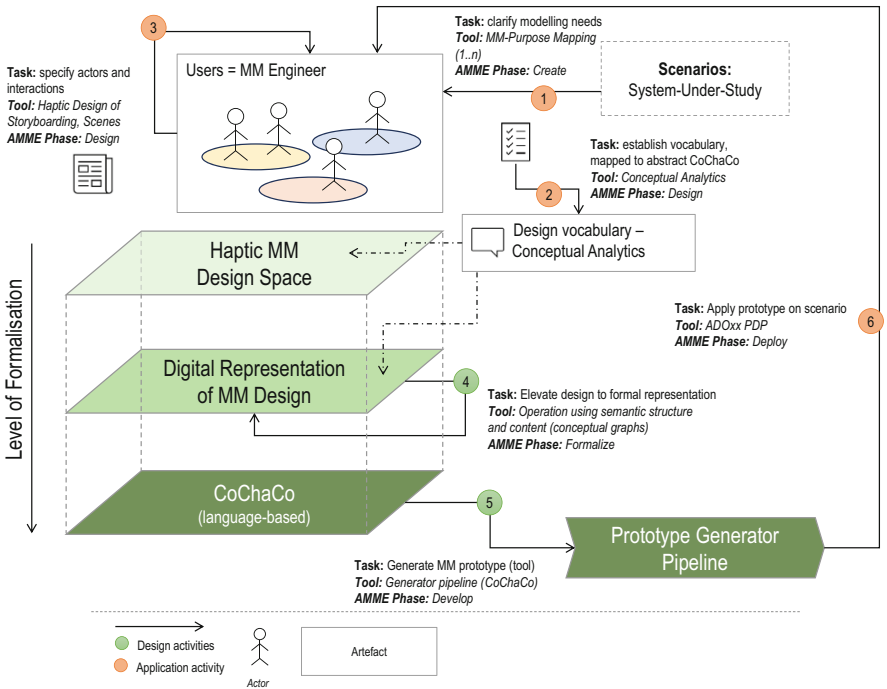 3
Task: specify actors and
interactions
Tool: Haptic Design of
Storyboarding, Scenes
AMME Phase: Design
Users = MM Engineer
Task: clarify modelling needs
Tool: MM-Purpose Mapping
(1..n)
AMME Phase: Create
1
Scenarios:
System-Under-Study
Task: establish vocabulary,
mapped to abstract CoChaCo
Tool: Conceptual Analytics
AMME Phase: Design
2
Design vocabulary –
Conceptual Analytics
Level of Formalisation
Haptic MM
Design Space
Digital Representation
of MM Design
4
Task: Elevate design to formal representation
Tool: Operation using semantic structure
and content (conceptual graphs)
AMME Phase: Formalize
Task: Apply prototype on scenario
Tool: ADOxx PDP
AMME Phase: Deploy
6
CoChaCo
(language-based)
5
Prototype Generator
Pipeline
Task: Generate MM prototype (tool)
Tool: Generator pipeline (CoChaCo)
AMME Phase: Develop
Design activities
Application activity
Actor
Artefact